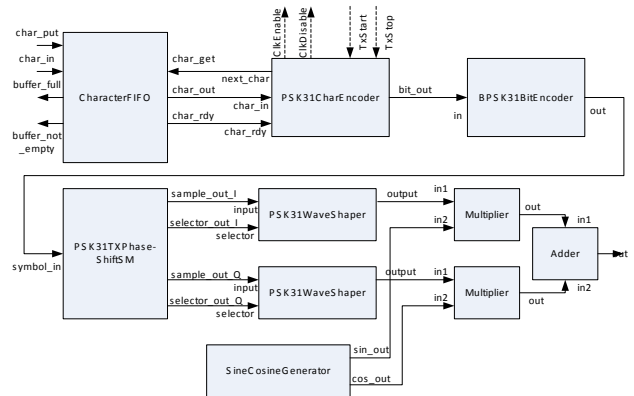 char_put
char_in
buffer_full
buffer_not
_empty
CharacterFIFO
char_get
next_char
char_out
char_in
char_rdy
char_rdy
ClkEnable
ClkDisable
TxStart
TxStop
PSK31CharEncoder
bit_out
in
BPSK31BitEncoder
out
symbol_in
PSK31TXPhase-
ShiftSM
sample_out_I
input
selector_out_I
selector
sample_out_Q
input
selector_out_Q
selector
PSK31WaveShaper
output
in1
in2
Multiplier
out
in1
PSK31WaveShaper
output
in1
in2
Multiplier
out
in2
Adder
out
SineCosineGenerator
sin_out
cos_out